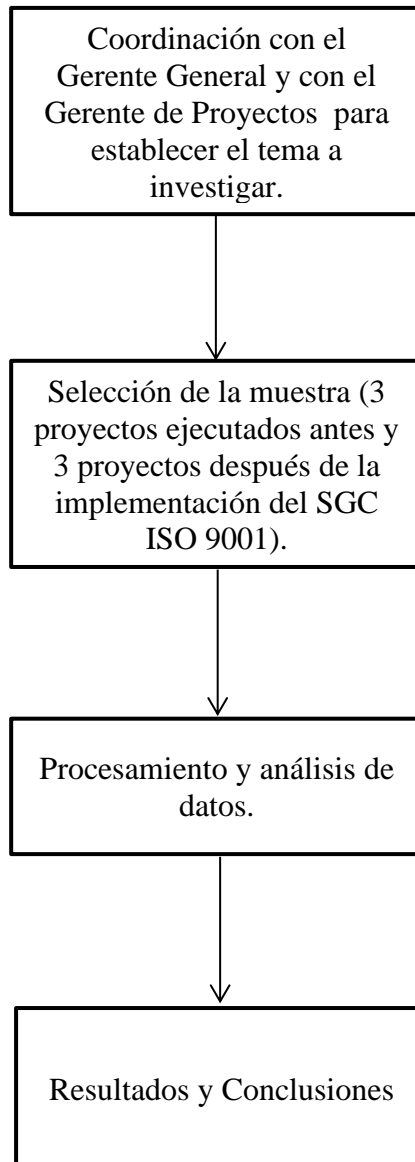 Coordinación con el
Gerente General y con el
Gerente de Proyectos para
establecer el tema a
investigar.
Selección de la muestra (3
proyectos ejecutados antes y
3 proyectos después de la
implementación del SGC
ISO 9001).
Procesamiento y análisis de
datos.
Resultados y Conclusiones